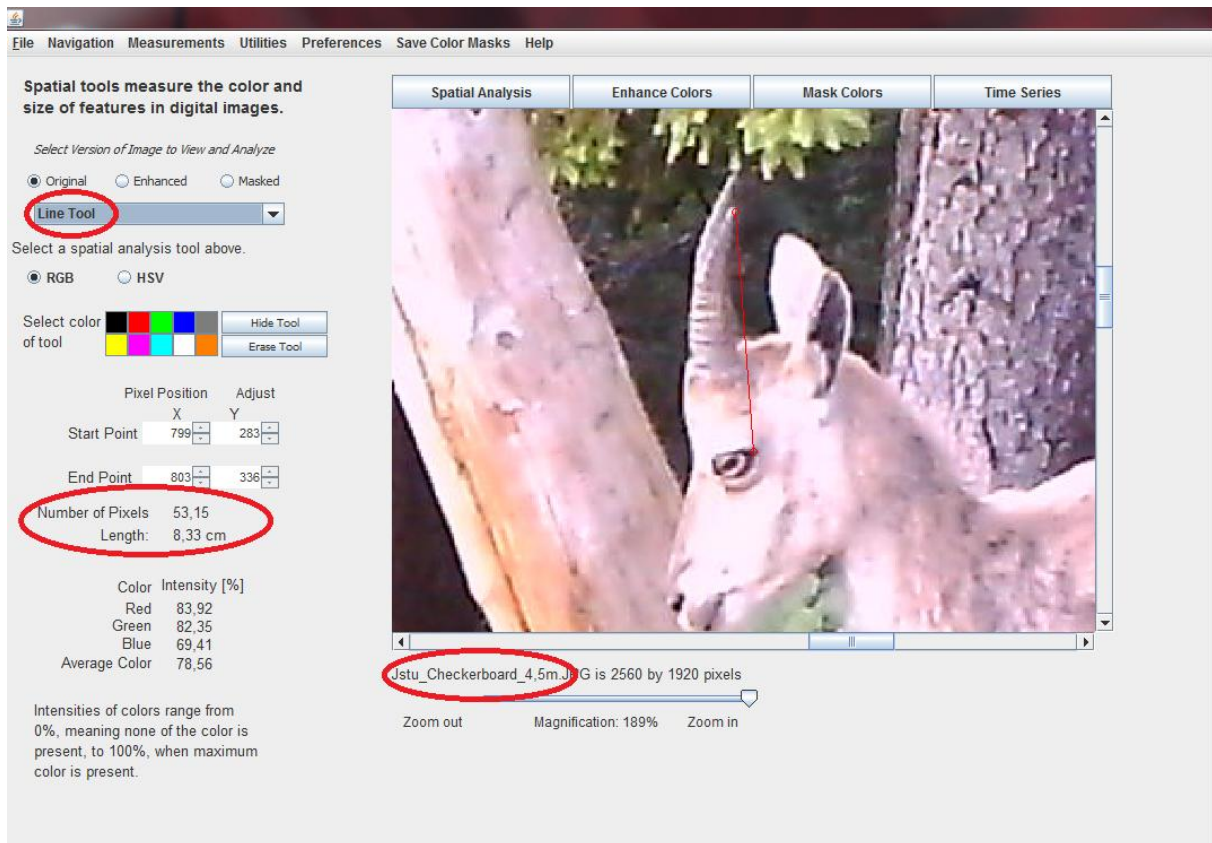 File Navigation Measurements Utilities Preferences Save Color Masks Help
Spatial tools measure the color and
size of features in digital images.
Select Version of Image to View and Analyze
Original Enhanced Masked
Line Tool
Select a spatial analysis tool above.
RGB HSV
Select color
of tool
Hide Tool
Erase Tool
Pixel Position Adjust
X Y
Start Point 799 283
End Point 803 336
Number of Pixels 53,15
Length: 8,33 cm
Color Intensity [%]
Red 83,92
Green 82,35
Blue 69,41
Average Color 78,56
Intensities of colors range from
0%, meaning none of the color is
present, to 100%, when maximum
color is present.
Spatial Analysis Enhance Colors Mask Colors Time Series
Jstu_Checkerboard_4,5m.JPG is 2560 by 1920 pixels
Zoom out Magnification: 189% Zoom in